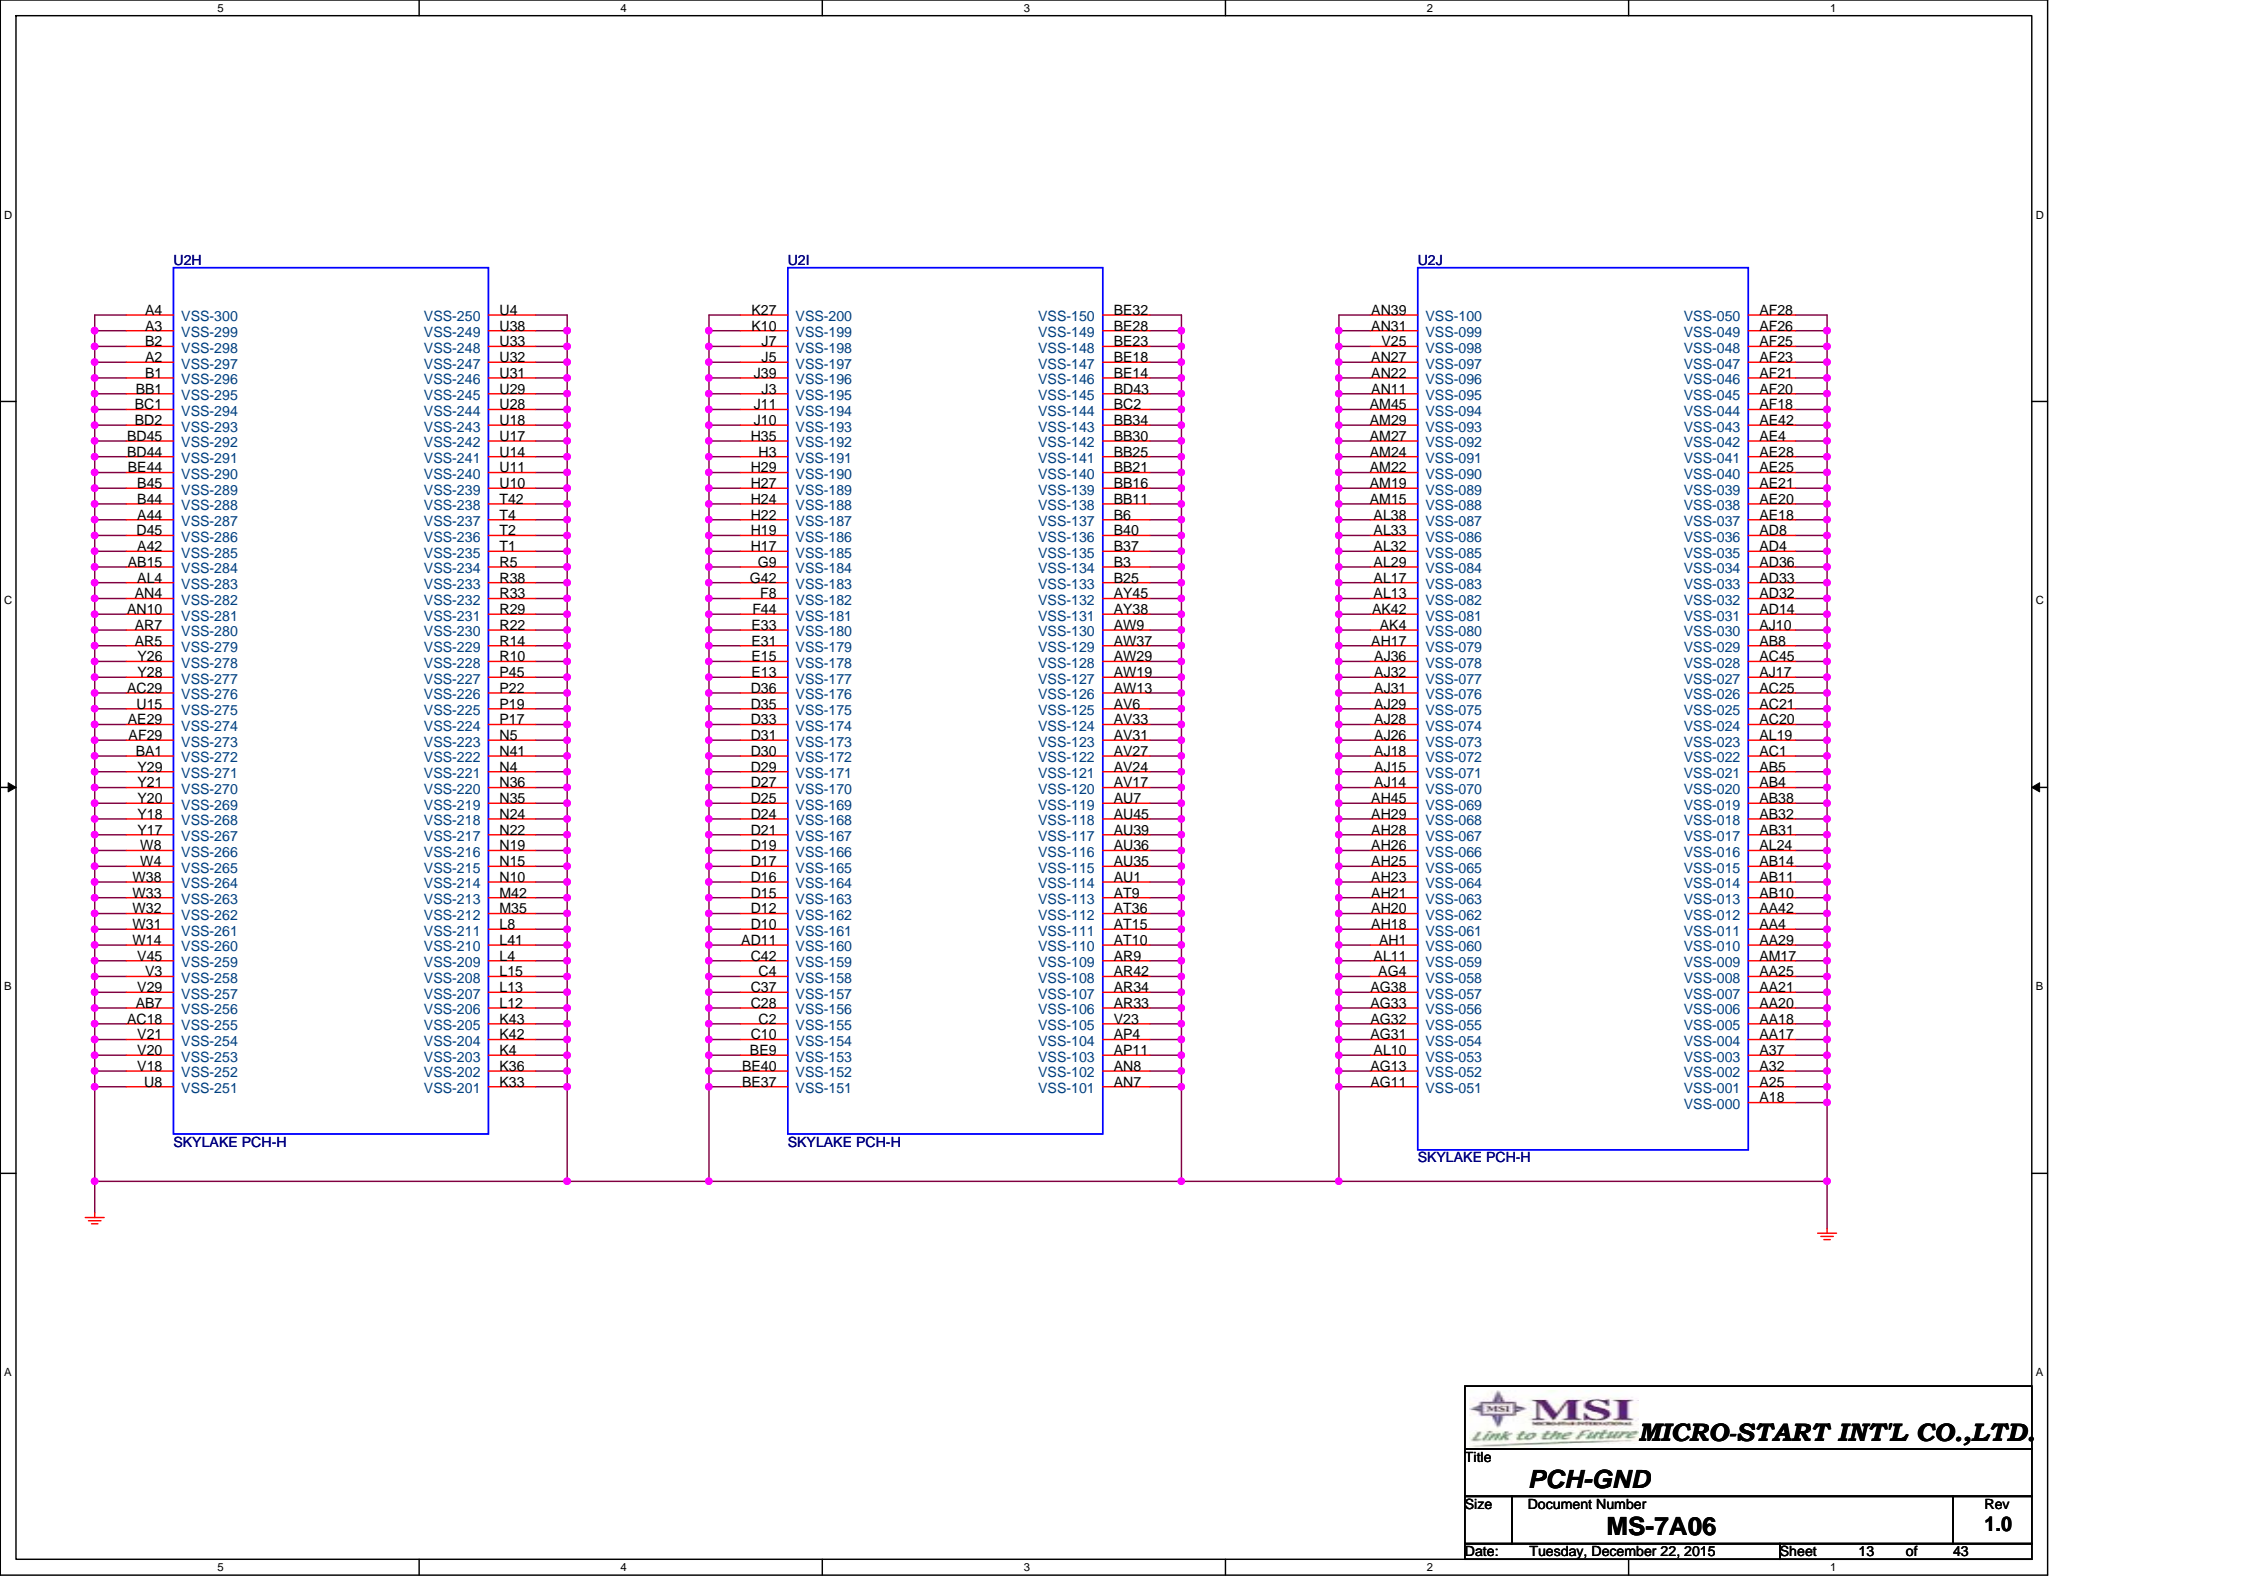 5 4 3 2 1
D D
C C
B B
A A
U2H
A4 VSS-300 VSS-250 U4
A3 VSS-299 VSS-249 U38
B2 VSS-298 VSS-248 U33
A2 VSS-297 VSS-247 U32
B1 VSS-296 VSS-246 U31
BB1 VSS-295 VSS-245 U29
BC1 VSS-294 VSS-244 U28
BD2 VSS-293 VSS-243 U18
BD45 VSS-292 VSS-242 U17
BD44 VSS-291 VSS-241 U14
BE44 VSS-290 VSS-240 U11
B45 VSS-289 VSS-239 U10
B44 VSS-288 VSS-238 T42
A44 VSS-287 VSS-237 T4
D45 VSS-286 VSS-236 T2
A42 VSS-285 VSS-235 T1
AB15 VSS-284 VSS-234 R5
AL4 VSS-283 VSS-233 R38
AN4 VSS-282 VSS-232 R33
AN10 VSS-281 VSS-231 R29
AR7 VSS-280 VSS-230 R22
AR5 VSS-279 VSS-229 R14
Y26 VSS-278 VSS-228 R10
Y28 VSS-277 VSS-227 P45
AC29 VSS-276 VSS-226 P22
U15 VSS-275 VSS-225 P19
AE29 VSS-274 VSS-224 P17
AF29 VSS-273 VSS-223 N5
BA1 VSS-272 VSS-222 N41
Y29 VSS-271 VSS-221 N4
Y21 VSS-270 VSS-220 N36
Y20 VSS-269 VSS-219 N35
Y18 VSS-268 VSS-218 N24
Y17 VSS-267 VSS-217 N22
W8 VSS-266 VSS-216 N19
W4 VSS-265 VSS-215 N15
W38 VSS-264 VSS-214 N10
W33 VSS-263 VSS-213 M42
W32 VSS-262 VSS-212 M35
W31 VSS-261 VSS-211 L8
W14 VSS-260 VSS-210 L41
V45 VSS-259 VSS-209 L4
V3 VSS-258 VSS-208 L15
V29 VSS-257 VSS-207 L13
AB7 VSS-256 VSS-206 L12
AC18 VSS-255 VSS-205 K43
V21 VSS-254 VSS-204 K42
V20 VSS-253 VSS-203 K4
V18 VSS-252 VSS-202 K36
U8 VSS-251 VSS-201 K33
SKYLAKE PCH-H
U2I
K27 VSS-200 VSS-150 BE32
K10 VSS-199 VSS-149 BE28
J7 VSS-198 VSS-148 BE23
J5 VSS-197 VSS-147 BE18
J39 VSS-196 VSS-146 BE14
J3 VSS-195 VSS-145 BD43
J11 VSS-194 VSS-144 BC2
J10 VSS-193 VSS-143 BB34
H35 VSS-192 VSS-142 BB30
H3 VSS-191 VSS-141 BB25
H29 VSS-190 VSS-140 BB21
H27 VSS-189 VSS-139 BB16
H24 VSS-188 VSS-138 BB11
H22 VSS-187 VSS-137 B6
H19 VSS-186 VSS-136 B40
H17 VSS-185 VSS-135 B37
G9 VSS-184 VSS-134 B3
G42 VSS-183 VSS-133 B25
F8 VSS-182 VSS-132 AY45
F44 VSS-181 VSS-131 AY38
E33 VSS-180 VSS-130 AW9
E31 VSS-179 VSS-129 AW37
E15 VSS-178 VSS-128 AW29
E13 VSS-177 VSS-127 AW19
D36 VSS-176 VSS-126 AW13
D35 VSS-175 VSS-125 AV6
D33 VSS-174 VSS-124 AV33
D31 VSS-173 VSS-123 AV31
D30 VSS-172 VSS-122 AV27
D29 VSS-171 VSS-121 AV24
D27 VSS-170 VSS-120 AV17
D25 VSS-169 VSS-119 AU7
D24 VSS-168 VSS-118 AU45
D21 VSS-167 VSS-117 AU39
D19 VSS-166 VSS-116 AU36
D17 VSS-165 VSS-115 AU35
D16 VSS-164 VSS-114 AU1
D15 VSS-163 VSS-113 AT9
D12 VSS-162 VSS-112 AT36
D10 VSS-161 VSS-111 AT15
AD11 VSS-160 VSS-110 AT10
C42 VSS-159 VSS-109 AR9
C4 VSS-158 VSS-108 AR42
C37 VSS-157 VSS-107 AR34
C28 VSS-156 VSS-106 AR33
C2 VSS-155 VSS-105 V23
C10 VSS-154 VSS-104 AP4
BE9 VSS-153 VSS-103 AP11
BE40 VSS-152 VSS-102 AN8
BE37 VSS-151 VSS-101 AN7
SKYLAKE PCH-H
U2J
AN39 VSS-100 VSS-050 AF28
AN31 VSS-099 VSS-049 AF26
V25 VSS-098 VSS-048 AF25
AN27 VSS-097 VSS-047 AF23
AN22 VSS-096 VSS-046 AF21
AN11 VSS-095 VSS-045 AF20
AM45 VSS-094 VSS-044 AF18
AM29 VSS-093 VSS-043 AE42
AM27 VSS-092 VSS-042 AE4
AM24 VSS-091 VSS-041 AE28
AM22 VSS-090 VSS-040 AE25
AM19 VSS-089 VSS-039 AE21
AM15 VSS-088 VSS-038 AE20
AL38 VSS-087 VSS-037 AE18
AL33 VSS-086 VSS-036 AD8
AL32 VSS-085 VSS-035 AD4
AL29 VSS-084 VSS-034 AD36
AL17 VSS-083 VSS-033 AD33
AL13 VSS-082 VSS-032 AD32
AK42 VSS-081 VSS-031 AD14
AK4 VSS-080 VSS-030 AJ10
AH17 VSS-079 VSS-029 AB8
AJ36 VSS-078 VSS-028 AC45
AJ32 VSS-077 VSS-027 AJ17
AJ31 VSS-076 VSS-026 AC25
AJ29 VSS-075 VSS-025 AC21
AJ28 VSS-074 VSS-024 AC20
AJ26 VSS-073 VSS-023 AL19
AJ18 VSS-072 VSS-022 AC1
AJ15 VSS-071 VSS-021 AB5
AJ14 VSS-070 VSS-020 AB4
AH45 VSS-069 VSS-019 AB38
AH29 VSS-068 VSS-018 AB32
AH28 VSS-067 VSS-017 AB31
AH26 VSS-066 VSS-016 AL24
AH25 VSS-065 VSS-015 AB14
AH23 VSS-064 VSS-014 AB11
AH21 VSS-063 VSS-013 AB10
AH20 VSS-062 VSS-012 AA42
AH18 VSS-061 VSS-011 AA4
AH1 VSS-060 VSS-010 AA29
AL11 VSS-059 VSS-009 AM17
AG4 VSS-058 VSS-008 AA25
AG38 VSS-057 VSS-007 AA21
AG33 VSS-056 VSS-006 AA20
AG32 VSS-055 VSS-005 AA18
AG31 VSS-054 VSS-004 AA17
AL10 VSS-053 VSS-003 A37
AG13 VSS-052 VSS-002 A32
AG11 VSS-051 VSS-001 A25
VSS-000 A18
SKYLAKE PCH-H
MSI MSI
MICRO-STAR INTERNATIONAL
Link to the Future MICRO-START INT'L CO.,LTD.
Title
PCH-GND
Size Document Number Rev
MS-7A06 1.0
Date: Tuesday, December 22, 2015 Sheet 13 of 43
5 4 3 2 1